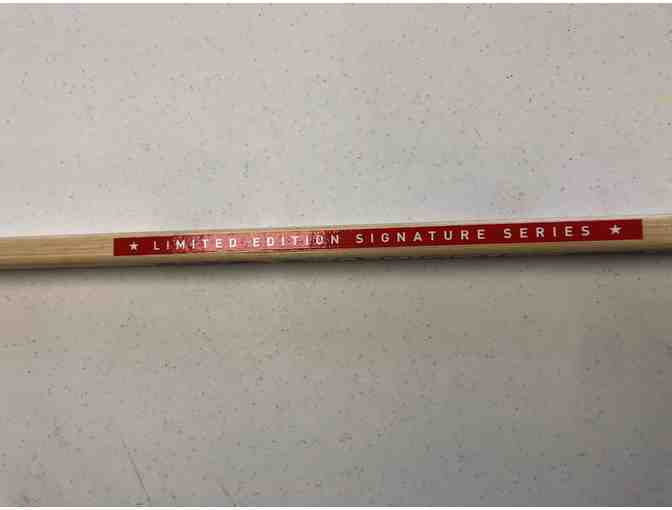 ★ LIMITED EDITION SIGNATURE SERIES ★